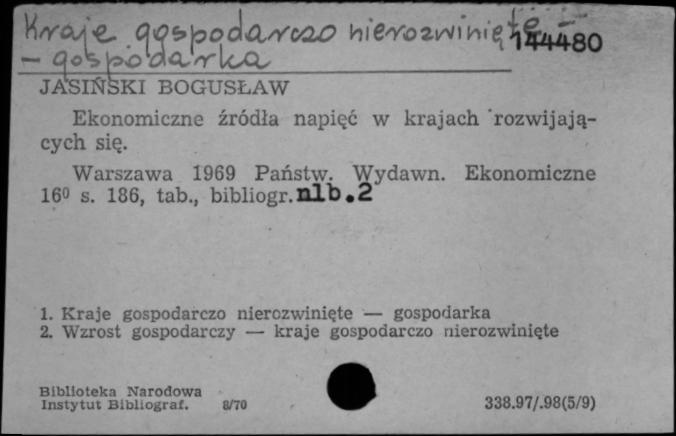 Kraje gospodarczo nierozwinięte -
- gospodarka
144480
JASIŃSKI BOGUSŁAW
Ekonomiczne źródła napięć w krajach rozwijają-
cych się.
Warszawa 1969 Państw. Wydawn. Ekonomiczne
16⁰ s. 186, tab., bibliogr. nlb.2
1. Kraje gospodarczo nierozwinięte — gospodarka
2. Wzrost gospodarczy — kraje gospodarczo nierozwinięte
Biblioteka Narodowa
Instytut Bibliograf. 8/70
338.97/.98(5/9)